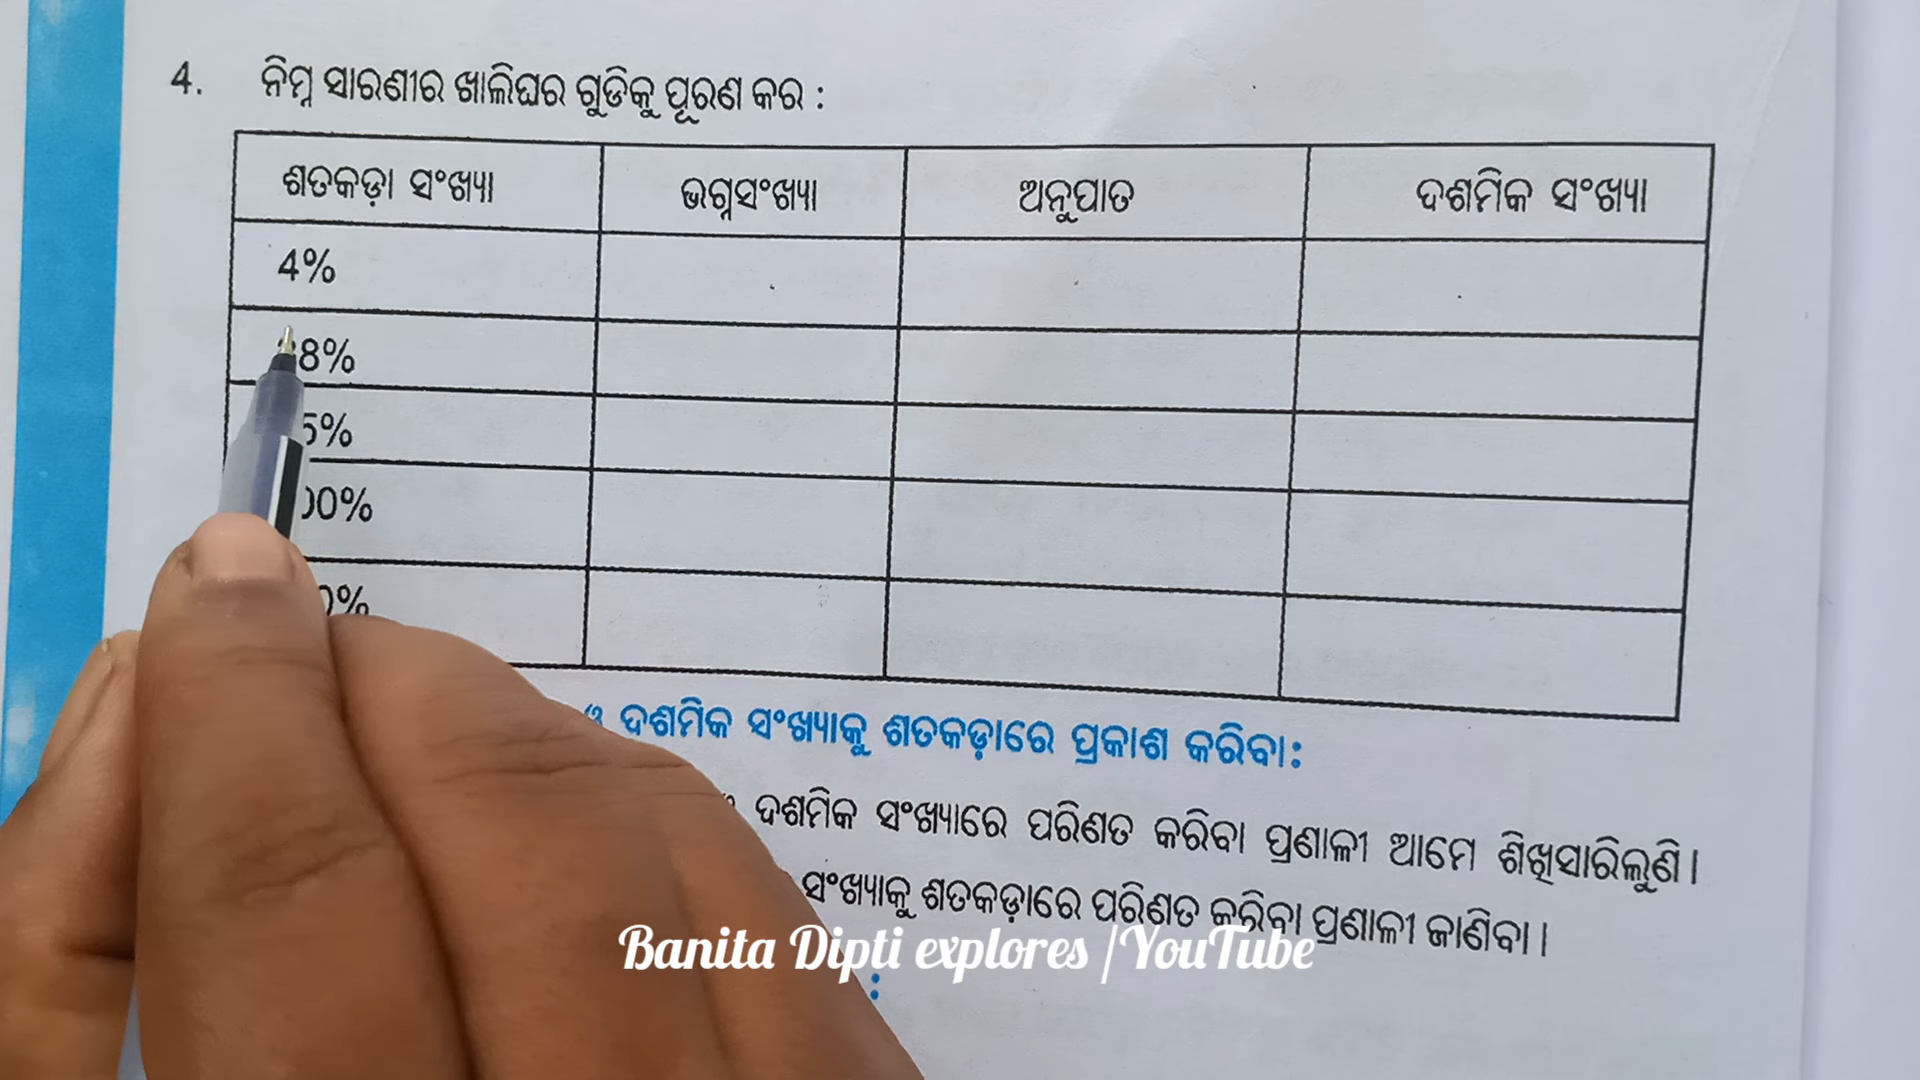 4. ନିମ୍ନ ସାରଣୀର ଖାଲିଘର ଗୁଡିକୁ ପୂରଣ କର :
ଶତକଡ଼ା ସଂଖ୍ୟା ଭଗ୍ନସଂଖ୍ୟା ଅନୁପାତ ଦଶମିକ ସଂଖ୍ୟା
4%
8%
5%
00%
0%
ଓ ଦଶମିକ ସଂଖ୍ୟାକୁ ଶତକଡ଼ାରେ ପ୍ରକାଶ କରିବା:
ଓ ଦଶମିକ ସଂଖ୍ୟାରେ ପରିଣତ କରିବା ପ୍ରଣାଳୀ ଆମେ ଶିଖିସାରିଲୁଣି।
ସଂଖ୍ୟାକୁ ଶତକଡ଼ାରେ ପରିଣତ କରିବା ପ୍ରଣାଳୀ ଜାଣିବା।
Banita Dipti explores /YouTube
: